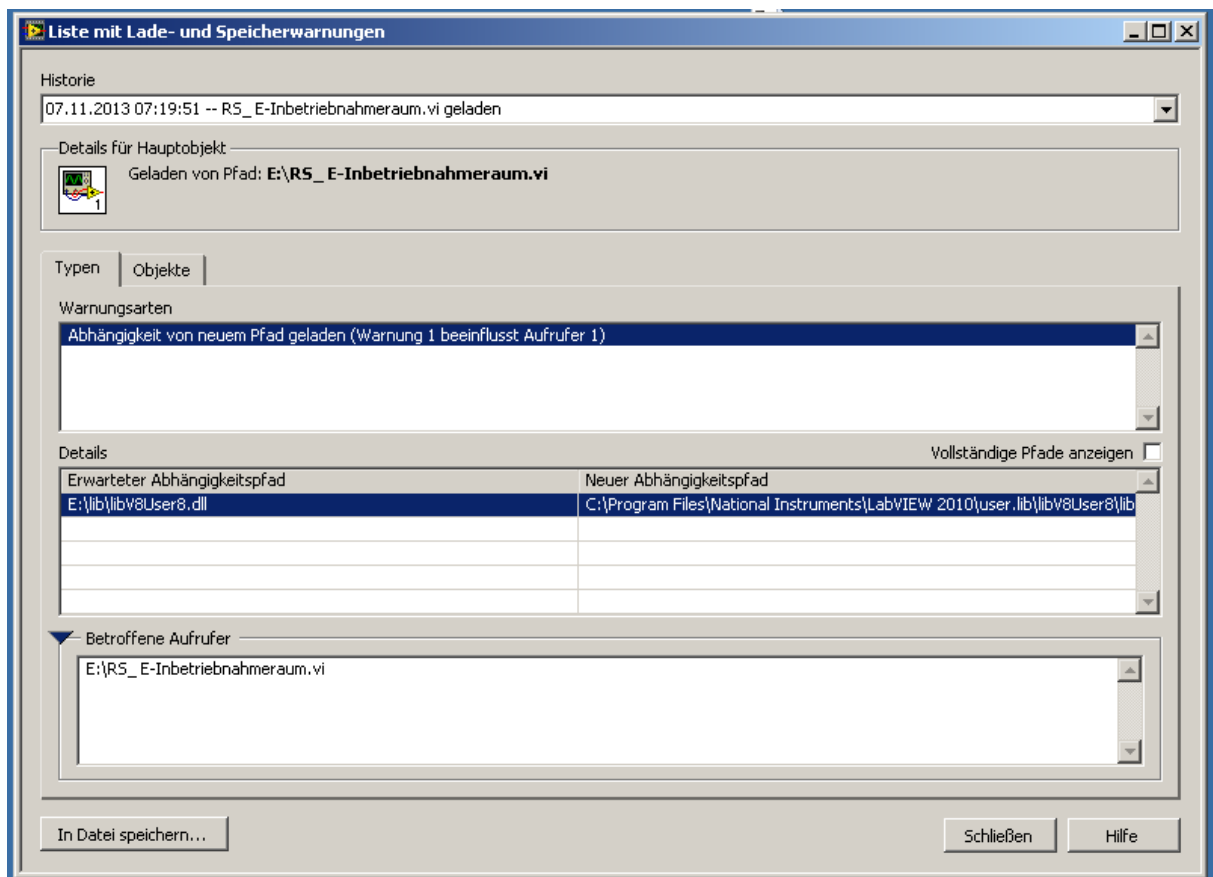 Liste mit Lade- und Speicherwarnungen
Historie
07.11.2013 07:19:51 -- RS_ E-Inbetriebnahmeraum.vi geladen
Details für Hauptobjekt
Geladen von Pfad: E:\RS_ E-Inbetriebnahmeraum.vi
1
Typen Objekte
Warnungsarten
Abhängigkeit von neuem Pfad geladen (Warnung 1 beeinflusst Aufrufer 1)
Details Vollständige Pfade anzeigen
Erwarteter Abhängigkeitspfad Neuer Abhängigkeitspfad
E:\lib\libV8User8.dll C:\Program Files\National Instruments\LabVIEW 2010\user.lib\libV8User8\lib
Betroffene Aufrufer
E:\RS_ E-Inbetriebnahmeraum.vi
In Datei speichern... Schließen Hilfe